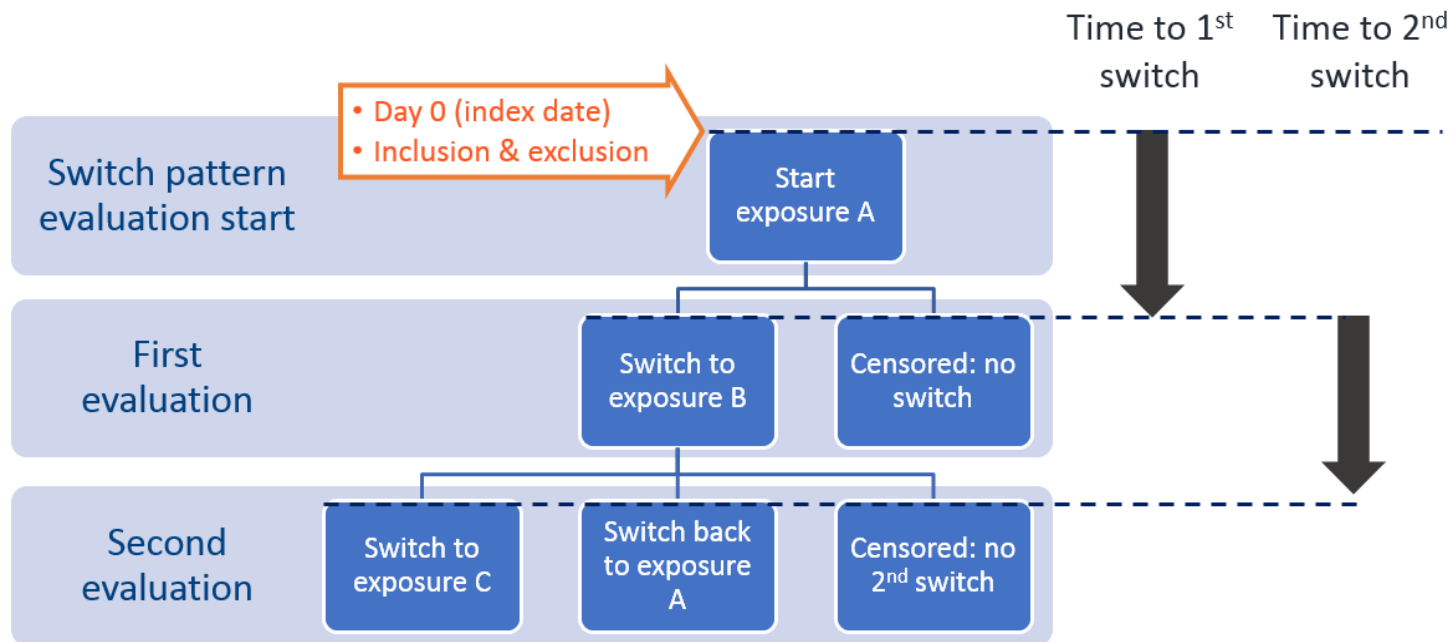 Time to 1st
switch
Time to 2nd
switch
• Day 0 (index date)
• Inclusion & exclusion
Switch pattern
evaluation start
Start
exposure A
First
evaluation
Switch to
exposure B
Censored: no
switch
Second
evaluation
Switch to
exposure C
Switch back
to exposure
A
Censored: no
2nd switch